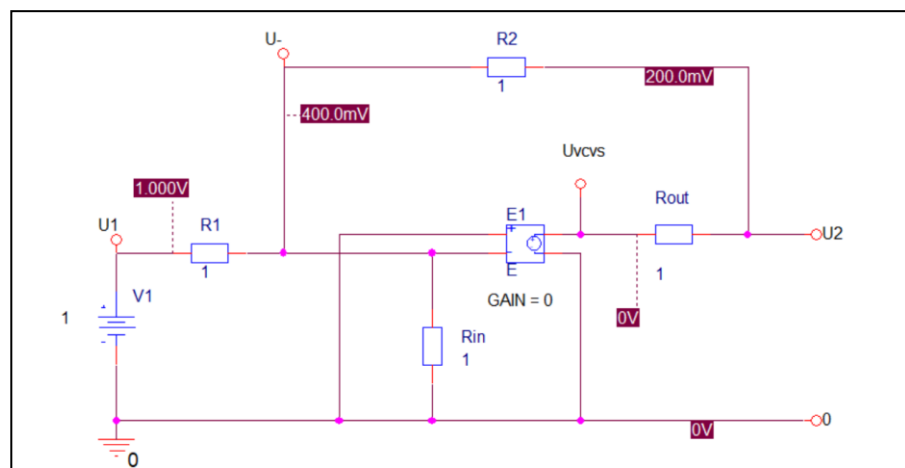 U-
R2
1
200.0mV
400.0mV
Uvcvs
1.000V
U1
R1
1
E1
Rout
U2
1
V1
1
E
GAIN = 0
0V
Rin
1
0V
0
0